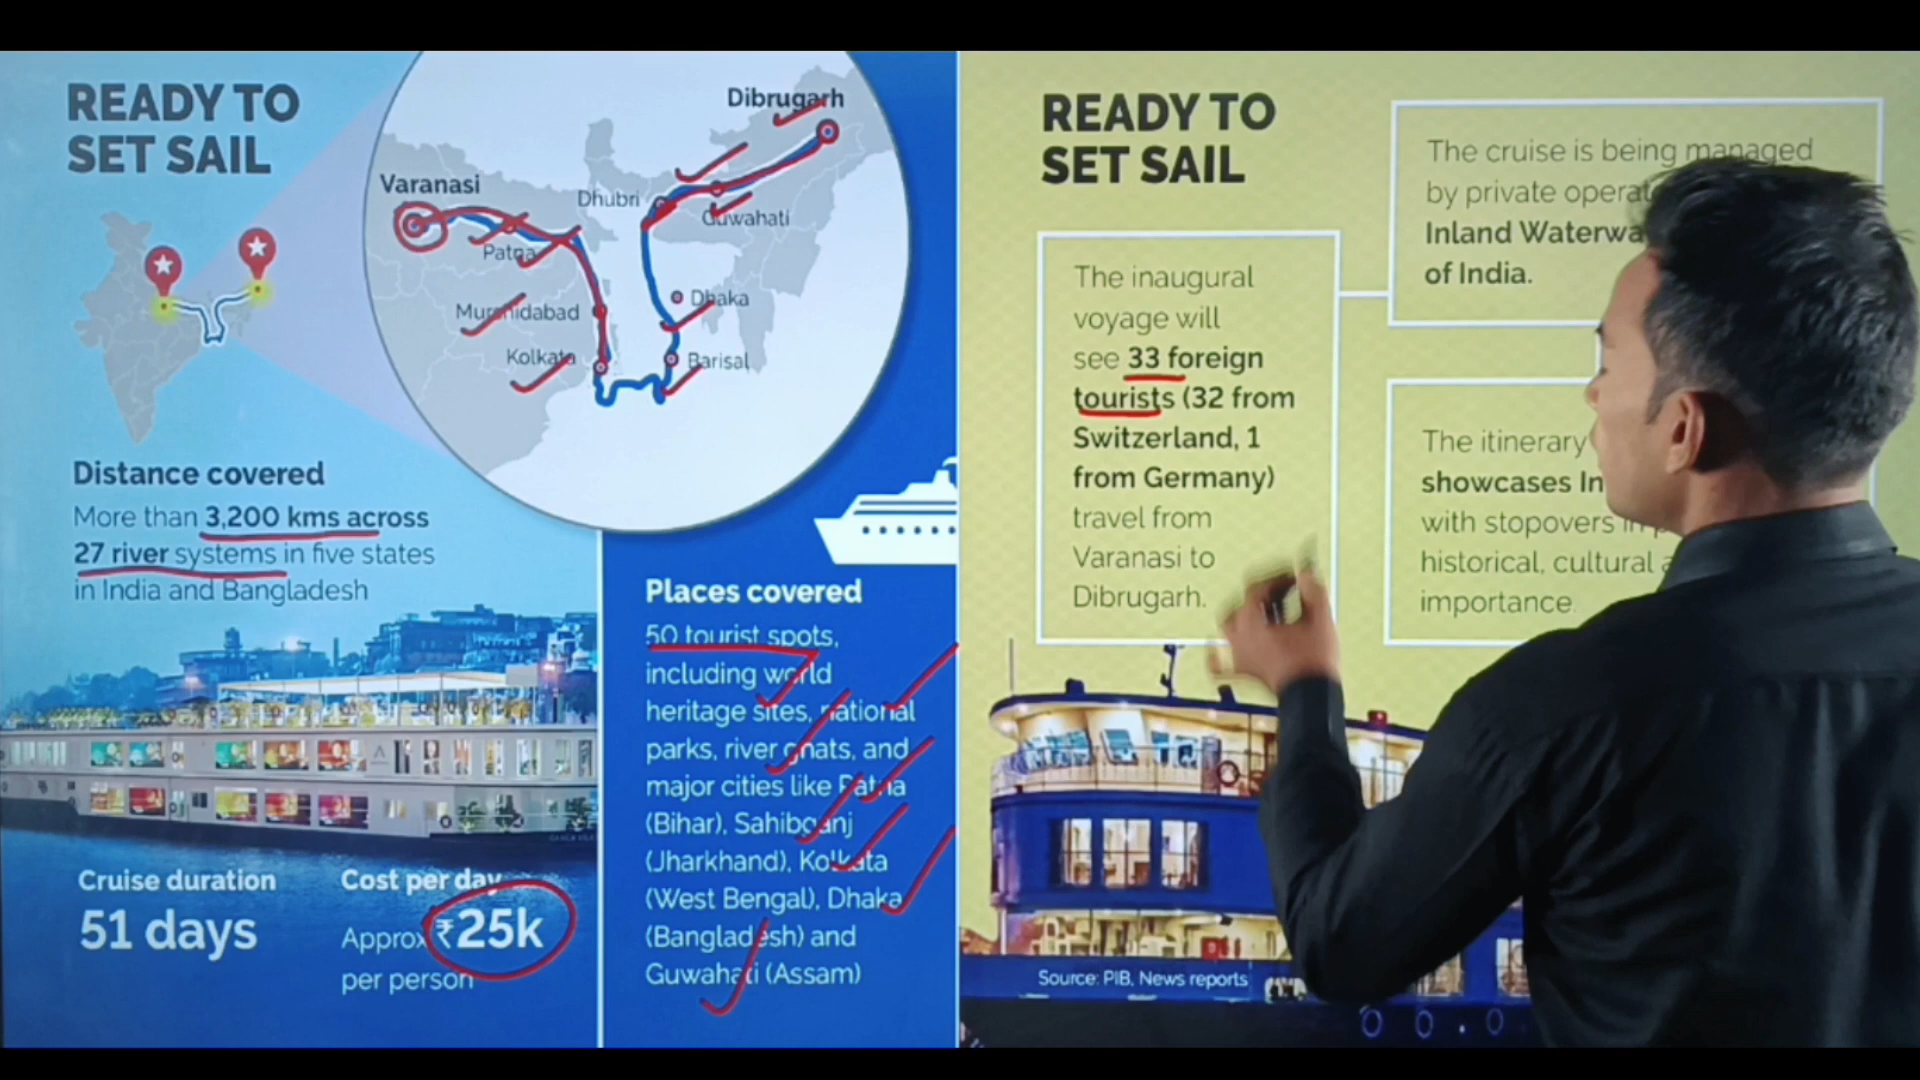 READY TO
SET SAIL
Dibrugarh
Varanasi
Dhubri
Guwahati
Patna
Murshidabad
Dhaka
Kolkata
Barisal
Distance covered
More than 3,200 kms across
27 river systems in five states
in India and Bangladesh
Cruise duration
51 days
Cost per day
Approx ₹25k
per person
Places covered
50 tourist spots,
including world
heritage sites, national
parks, river ghats, and
major cities like Patna
(Bihar), Sahibganj
(Jharkhand), Kolkata
(West Bengal), Dhaka
(Bangladesh) and
Guwahati (Assam)
READY TO
SET SAIL
The inaugural
voyage will
see 33 foreign
tourists (32 from
Switzerland, 1
from Germany)
travel from
Varanasi to
Dibrugarh.
The cruise is being managed
by private
Inland
of India.
The itinerary
showcases
with stopovers
historical, cultural
importance.
Source: PIB, News reports